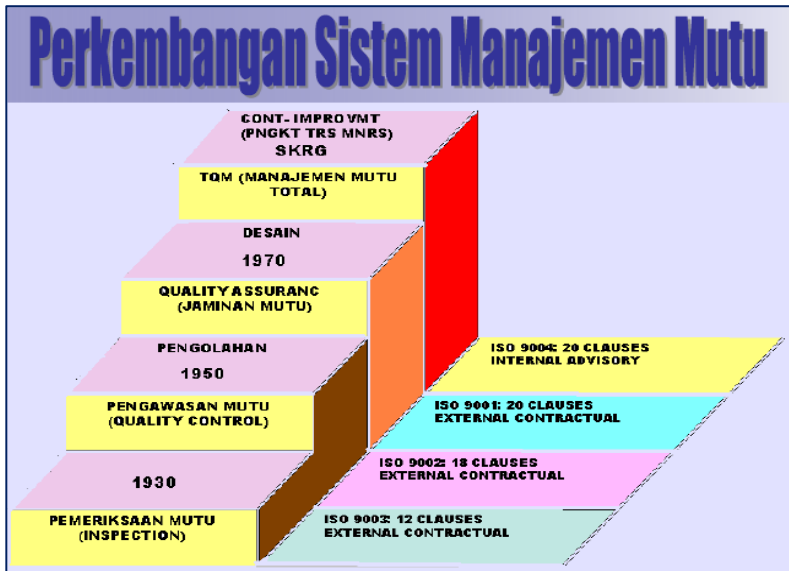 Perkembangan Sistem Manajemen Mutu
CONT- IMPROVMT
(PNGKT TRS MNRS)
SKRG
TQM (MANAJEMEN MUTU
TOTAL)
DESAIN
1970
QUALITY ASSURANC
(JAMINAN MUTU)
PENGOLAHAN
1950
PENGAWASAN MUTU
(QUALITY CONTROL)
1930
PEMERIKSAAN MUTU
(INSPECTION)
ISO 9004: 20 CLAUSES
INTERNAL ADVISORY
ISO 9001: 20 CLAUSES
EXTERNAL CONTRACTUAL
ISO 9002: 18 CLAUSES
EXTERNAL CONTRACTUAL
ISO 9003: 12 CLAUSES
EXTERNAL CONTRACTUAL